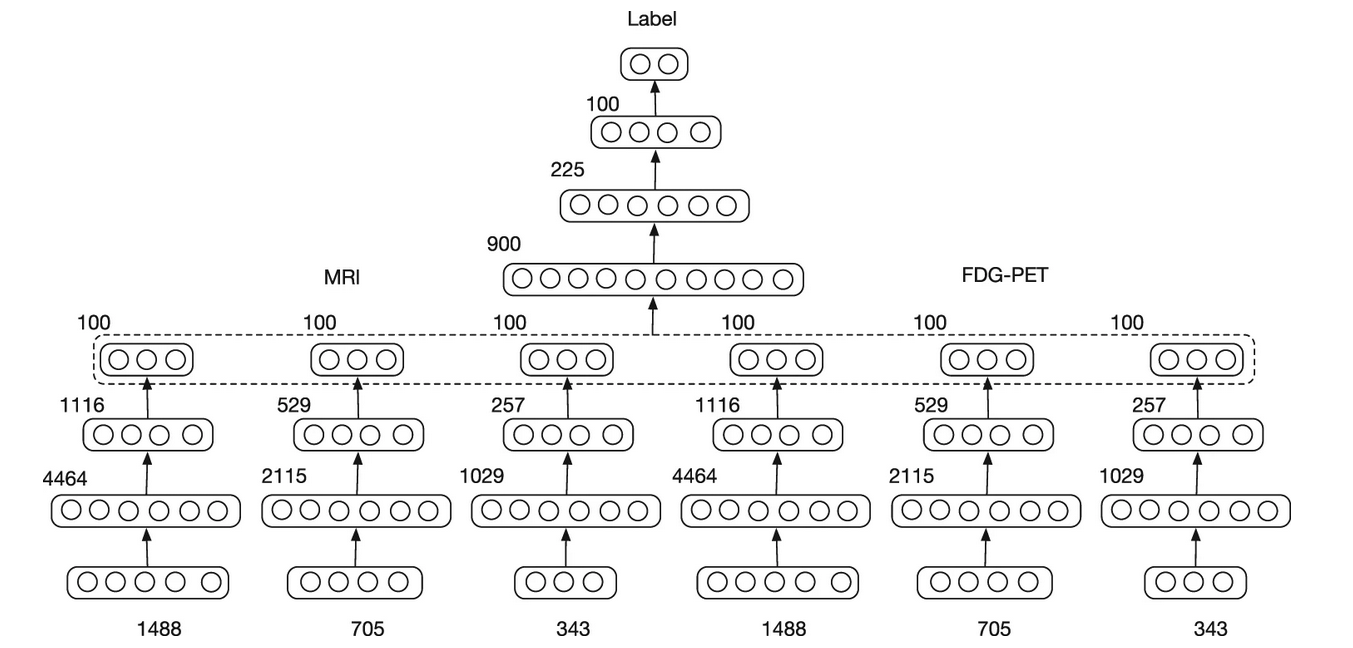 Label
100
225
900
MRI
FDG-PET
100 100 100 100 100 100
1116 529 257 1116 529 257
4464 2115 1029 4464 2115 1029
1488 705 343 1488 705 343